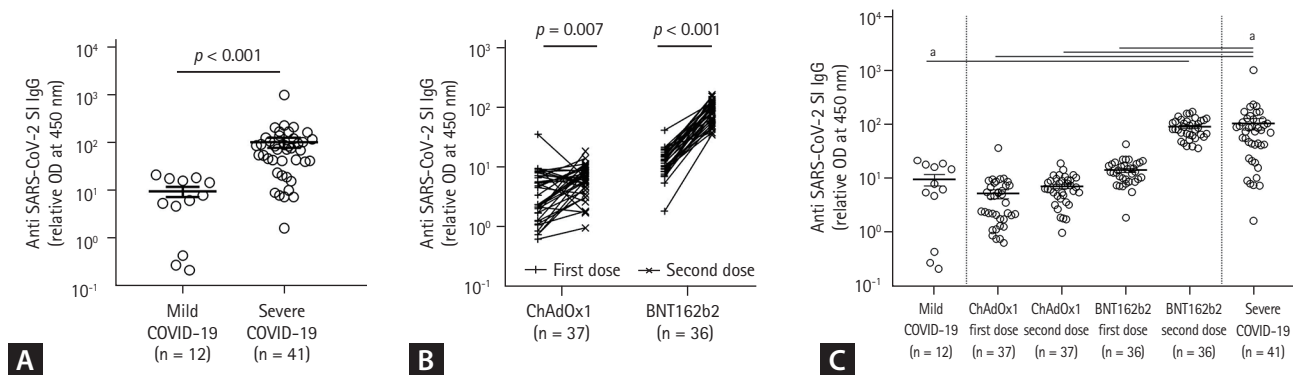 Anti SARS-CoV-2 SI IgG
(relative OD at 450 nm)
10⁴
10³
10²
10¹
10⁰
10⁻¹
p < 0.001
Mild
COVID-19
(n = 12)
Severe
COVID-19
(n = 41)
A
Anti SARS-CoV-2 SI IgG
(relative OD at 450 nm)
10³
10²
10¹
10⁰
10⁻¹
p = 0.007
p < 0.001
First dose
Second dose
ChAdOx1
(n = 37)
BNT162b2
(n = 36)
B
Anti SARS-CoV-2 SI IgG
(relative OD at 450 nm)
10⁴
10³
10²
10¹
10⁰
10⁻¹
a
a
Mild
COVID-19
(n = 12)
ChAdOx1
first dose
(n = 37)
ChAdOx1
second dose
(n = 37)
BNT162b2
first dose
(n = 36)
BNT162b2
second dose
(n = 36)
Severe
COVID-19
(n = 41)
C